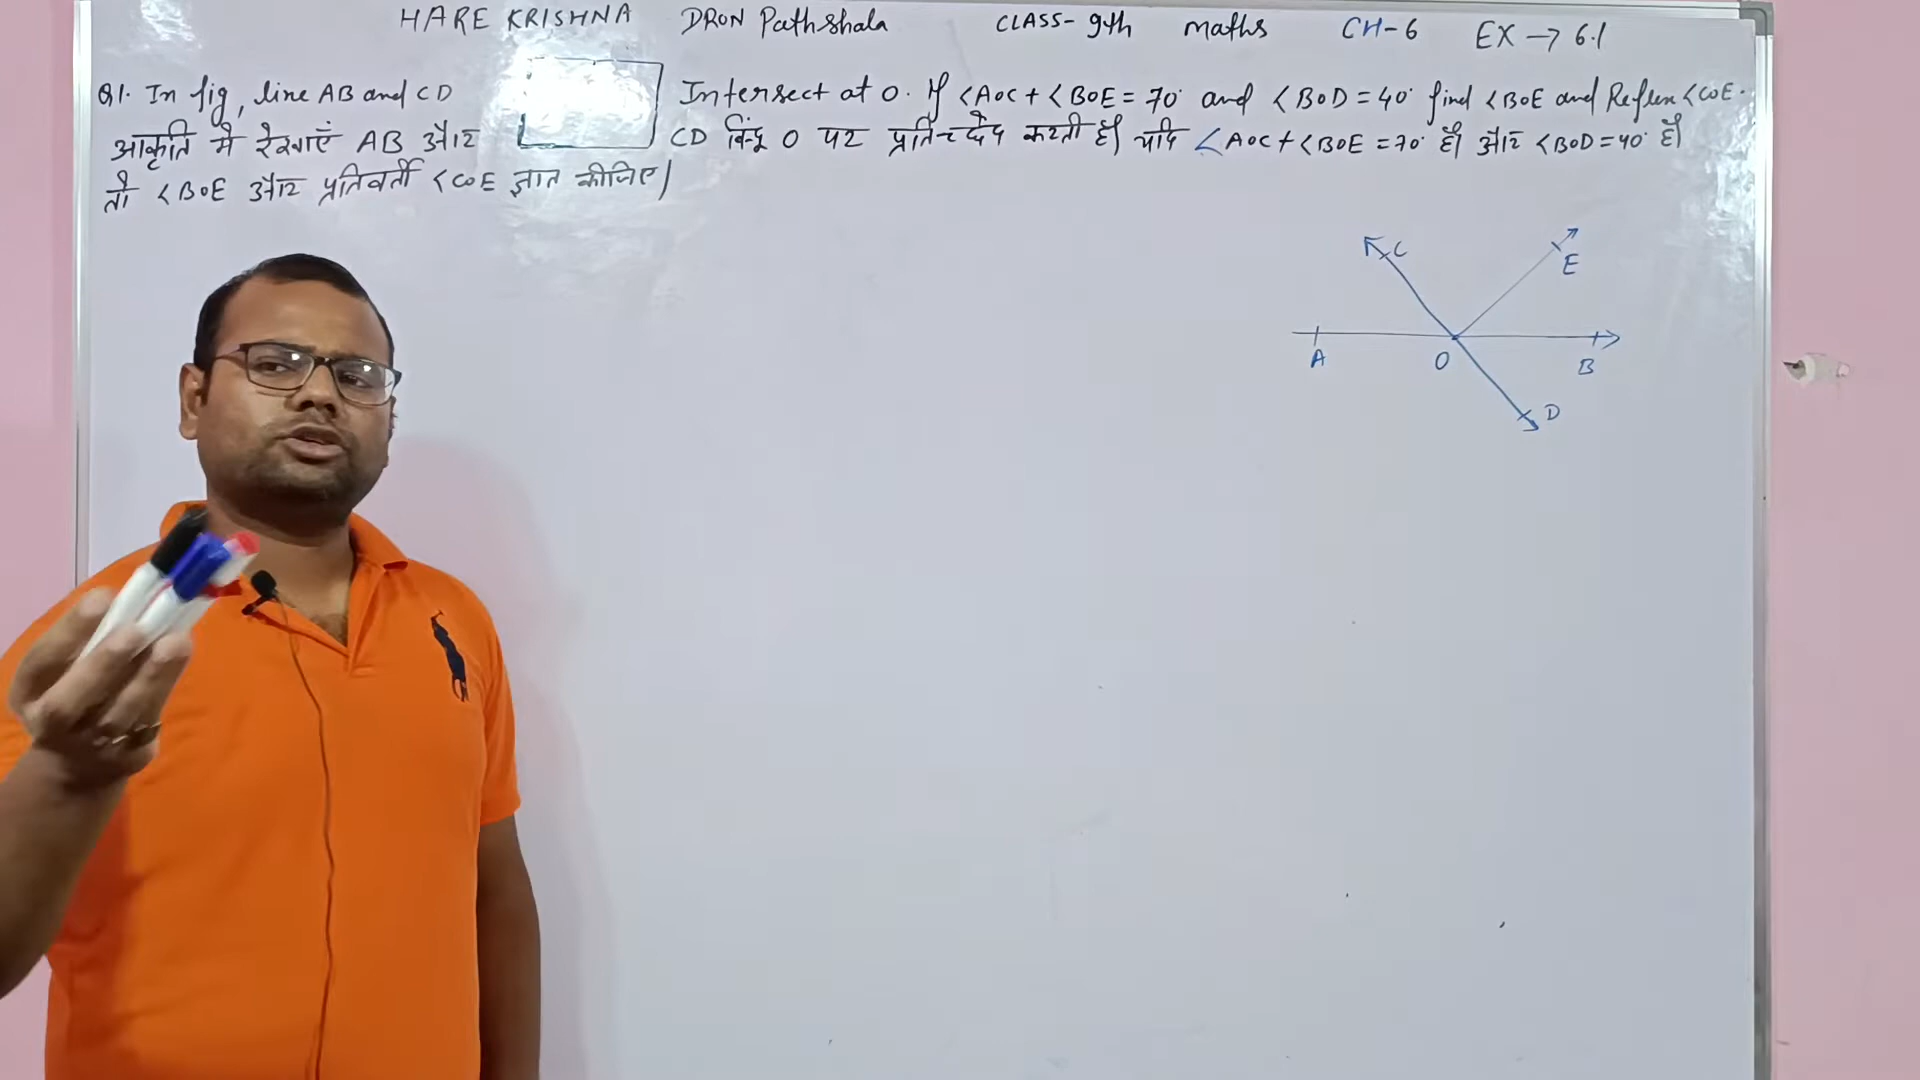 HARE KRISHNA DRON Pathshala CLASS- 9th maths CH-6 EX → 6.1
Q1. In fig, line AB and CD Intersect at O. If <AOC + <BOE = 70° and <BOD = 40° find <BOE and Reflex <COE.
आकृति मे रेखाएं AB और CD बिन्दू O पर प्रतिच्छेद करती हैं। यदि <AOC + <BOE = 70° हैं और <BOD = 40° हैं
तो <BOE और प्रतिवर्ती <COE ज्ञात कीजिए।
C
E
A
O
B
D